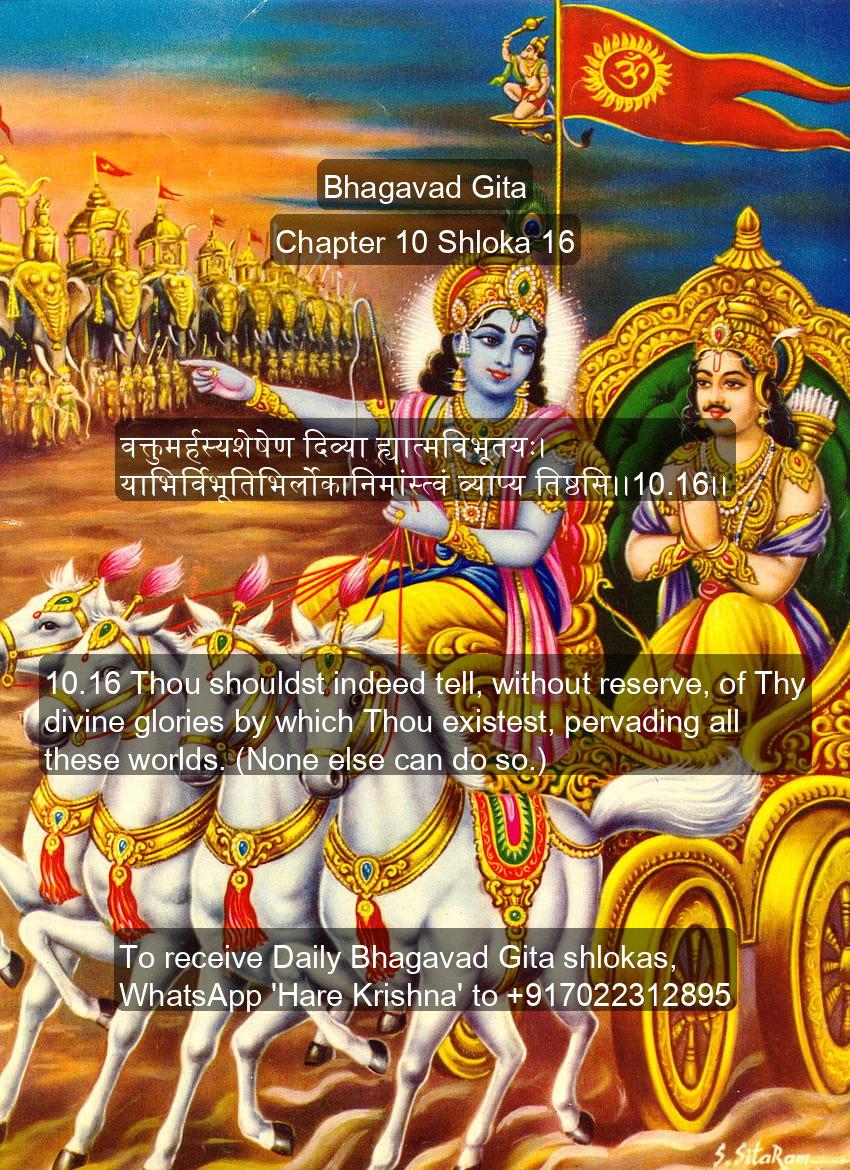 ॐ
Bhagavad Gita
Chapter 10 Shloka 16
वक्तुमर्हस्यशेषेण दिव्या ह्यात्मविभूतयः।
याभिर्विभूतिभिर्लोकानिमांस्त्वं व्याप्य तिष्ठसि।।10.16।।
10.16 Thou shouldst indeed tell, without reserve, of Thy
divine glories by which Thou existest, pervading all
these worlds. (None else can do so.)
To receive Daily Bhagavad Gita shlokas,
WhatsApp 'Hare Krishna' to +917022312895
S. SitaRam